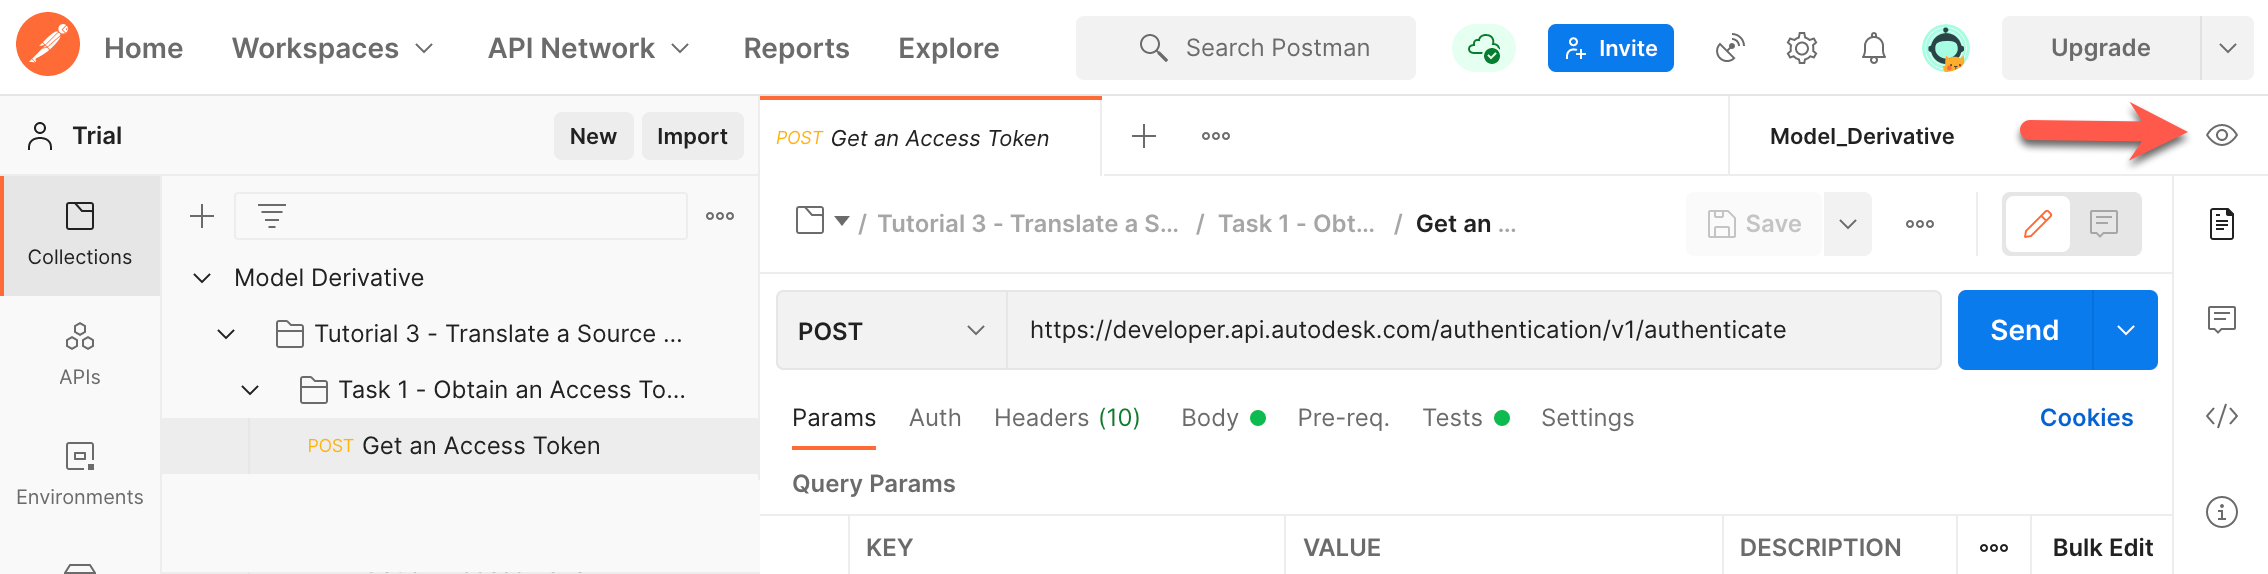 Home Workspaces API Network Reports Explore Search Postman Invite Upgrade
Trial New Import
POST Get an Access Token
Model_Derivative
Collections
APIs
Environments
Model Derivative
Tutorial 3 - Translate a Source ...
Task 1 - Obtain an Access To...
POST Get an Access Token
/ Tutorial 3 - Translate a S... / Task 1 - Obt... / Get an ...
Save
POST https://developer.api.autodesk.com/authentication/v1/authenticate Send
Params Auth Headers (10) Body Pre-req. Tests Settings Cookies
Query Params
KEY VALUE DESCRIPTION Bulk Edit